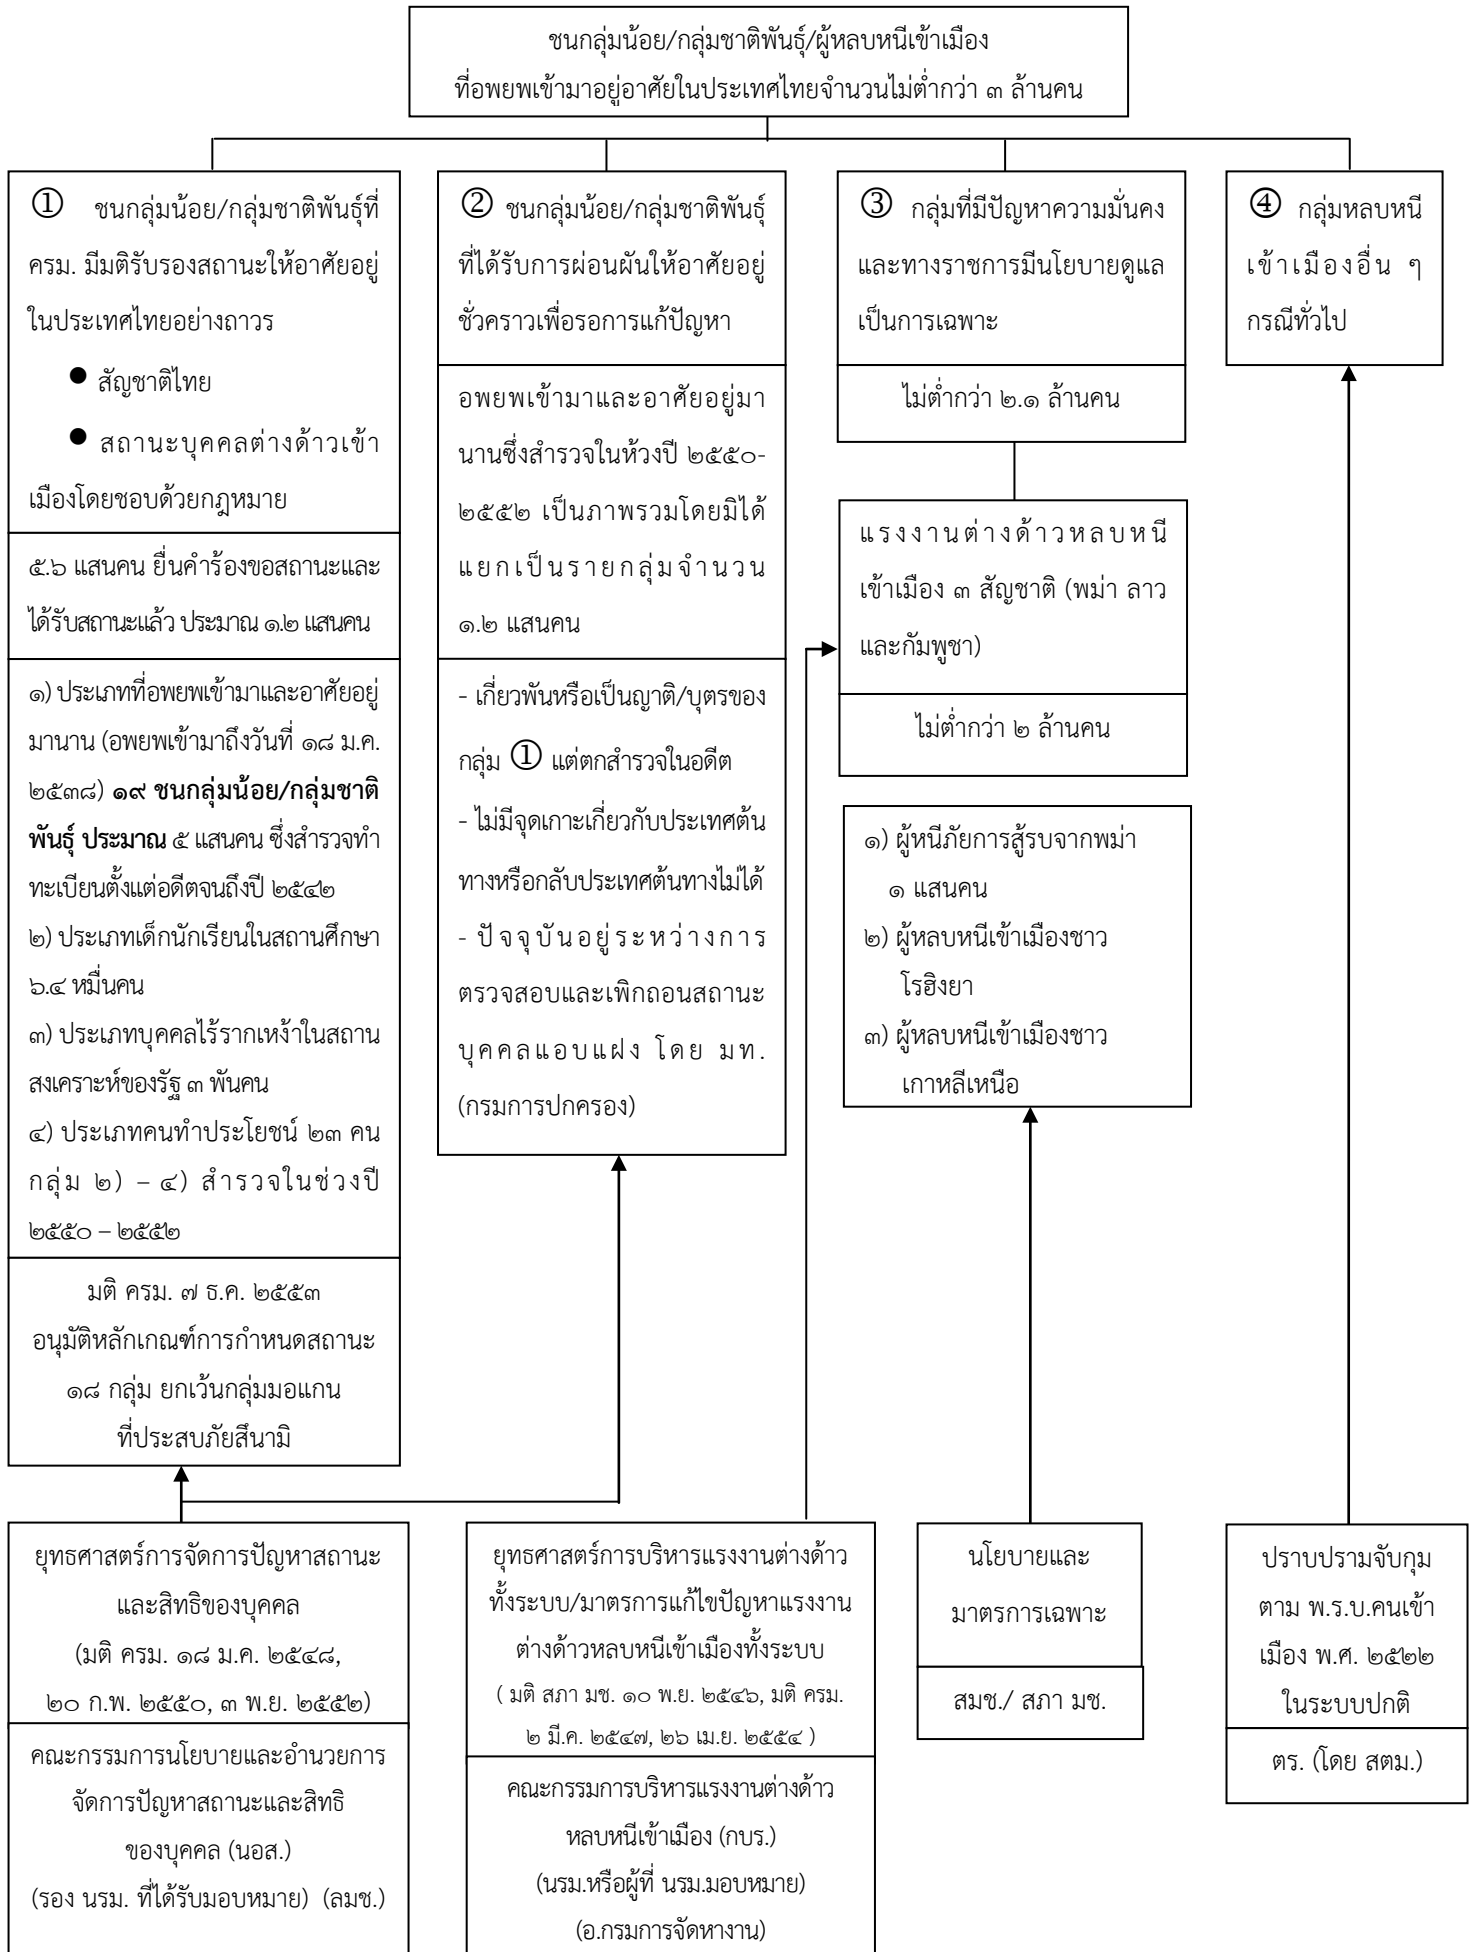 ชนกลุ่มน้อย/กลุ่มชาติพันธุ์/ผู้หลบหนีเข้าเมือง
ที่อพยพเข้ามาอยู่อาศัยในประเทศไทยจำนวนไม่ต่ำกว่า ๓ ล้านคน
① ชนกลุ่มน้อย/กลุ่มชาติพันธุ์ที่
ครม. มีมติรับรองสถานะให้อาศัยอยู่
ในประเทศไทยอย่างถาวร
● สัญชาติไทย
● สถานะบุคคลต่างด้าวเข้า
เมืองโดยชอบด้วยกฎหมาย
๕.๖ แสนคน ยื่นคำร้องขอสถานะและ
ได้รับสถานะแล้ว ประมาณ ๑.๒ แสนคน
๑) ประเภทที่อพยพเข้ามาและอาศัยอยู่
มานาน (อพยพเข้ามาถึงวันที่ ๑๘ ม.ค.
๒๕๓๘) ๑๙ ชนกลุ่มน้อย/กลุ่มชาติ
พันธุ์ ประมาณ ๕ แสนคน ซึ่งสำรวจทำ
ทะเบียนตั้งแต่อดีตจนถึงปี ๒๕๔๒
๒) ประเภทเด็กนักเรียนในสถานศึกษา
๖.๔ หมื่นคน
๓) ประเภทบุคคลไร้รากเหง้าในสถาน
สงเคราะห์ของรัฐ ๓ พันคน
๔) ประเภทคนทำประโยชน์ ๒๓ คน
กลุ่ม ๒) – ๔) สำรวจในช่วงปี
๒๕๕๐ – ๒๕๕๒
มติ ครม. ๗ ธ.ค. ๒๕๕๓
อนุมัติหลักเกณฑ์การกำหนดสถานะ
๑๘ กลุ่ม ยกเว้นกลุ่มมอแกน
ที่ประสบภัยสึนามิ
② ชนกลุ่มน้อย/กลุ่มชาติพันธุ์
ที่ได้รับการผ่อนผันให้อาศัยอยู่
ชั่วคราวเพื่อรอการแก้ปัญหา
อพยพเข้ามาและอาศัยอยู่มา
นานซึ่งสำรวจในห้วงปี ๒๕๕๐-
๒๕๕๒ เป็นภาพรวมโดยมิได้
แยกเป็นรายกลุ่มจำนวน
๑.๒ แสนคน
- เกี่ยวพันหรือเป็นญาติ/บุตรของ
กลุ่ม ① แต่ตกสำรวจในอดีต
- ไม่มีจุดเกาะเกี่ยวกับประเทศต้น
ทางหรือกลับประเทศต้นทางไม่ได้
- ปัจจุบันอยู่ระหว่างการ
ตรวจสอบและเพิกถอนสถานะ
บุคคลแอบแฝง โดย มท.
(กรมการปกครอง)
③ กลุ่มที่มีปัญหาความมั่นคง
และทางราชการมีนโยบายดูแล
เป็นการเฉพาะ
ไม่ต่ำกว่า ๒.๑ ล้านคน
แรงงานต่างด้าวหลบหนี
เข้าเมือง ๓ สัญชาติ (พม่า ลาว
และกัมพูชา)
ไม่ต่ำกว่า ๒ ล้านคน
๑) ผู้หนีภัยการสู้รบจากพม่า
๑ แสนคน
๒) ผู้หลบหนีเข้าเมืองชาว
โรฮิงยา
๓) ผู้หลบหนีเข้าเมืองชาว
เกาหลีเหนือ
④ กลุ่มหลบหนี
เข้าเมืองอื่น ๆ
กรณีทั่วไป
ยุทธศาสตร์การจัดการปัญหาสถานะ
และสิทธิของบุคคล
(มติ ครม. ๑๘ ม.ค. ๒๕๔๘,
๒๐ ก.พ. ๒๕๕๐, ๓ พ.ย. ๒๕๕๒)
คณะกรรมการนโยบายและอำนวยการ
จัดการปัญหาสถานะและสิทธิ
ของบุคคล (นอส.)
(รอง นรม. ที่ได้รับมอบหมาย) (ลมช.)
ยุทธศาสตร์การบริหารแรงงานต่างด้าว
ทั้งระบบ/มาตรการแก้ไขปัญหาแรงงาน
ต่างด้าวหลบหนีเข้าเมืองทั้งระบบ
( มติ สภา มช. ๑๐ พ.ย. ๒๕๔๖, มติ ครม.
๒ มี.ค. ๒๕๔๗, ๒๖ เม.ย. ๒๕๕๔ )
คณะกรรมการบริหารแรงงานต่างด้าว
หลบหนีเข้าเมือง (กบร.)
(นรม.หรือผู้ที่ นรม.มอบหมาย)
(อ.กรมการจัดหางาน)
นโยบายและ
มาตรการเฉพาะ
สมช./ สภา มช.
ปราบปรามจับกุม
ตาม พ.ร.บ.คนเข้า
เมือง พ.ศ. ๒๕๒๒
ในระบบปกติ
ตร. (โดย สตม.)